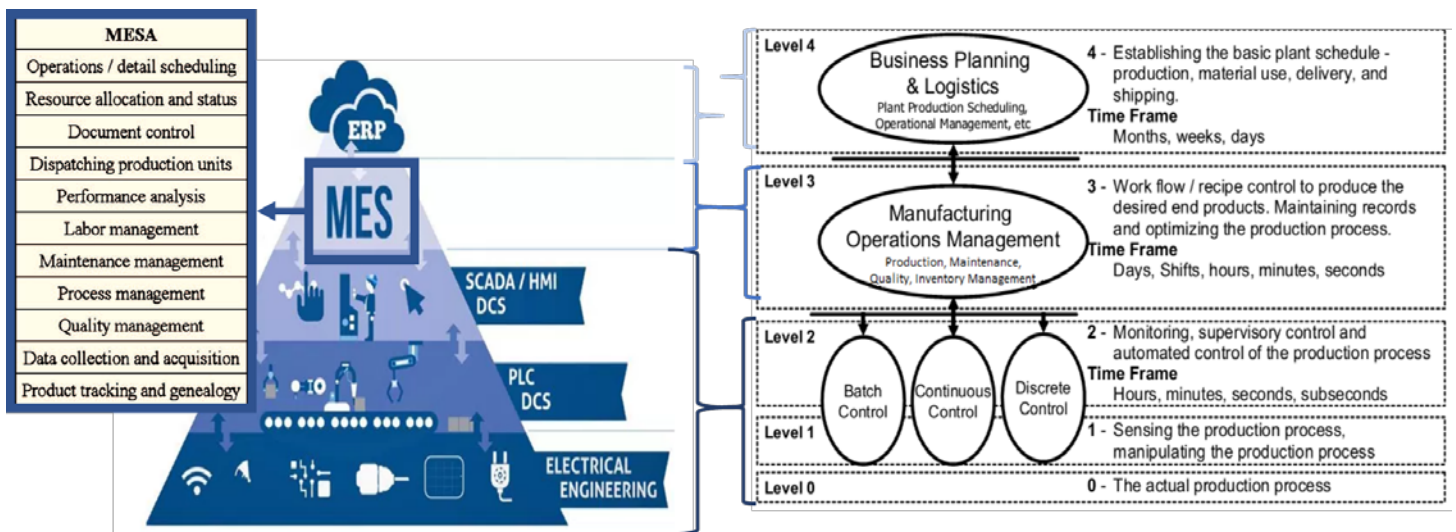 MESA
Operations / detail scheduling
Resource allocation and status
Document control
Dispatching production units
Performance analysis
Labor management
Maintenance management
Process management
Quality management
Data collection and acquisition
Product tracking and genealogy
ERP
MES
SCADA / HMI
DCS
PLC
DCS
ELECTRICAL
ENGINEERING
Level 4
Business Planning
& Logistics
Plant Production Scheduling,
Operational Management, etc
4 - Establishing the basic plant schedule -
production, material use, delivery, and
shipping.
Time Frame
Months, weeks, days
Level 3
Manufacturing
Operations Management
Production, Maintenance,
Quality, Inventory Management
3 - Work flow / recipe control to produce the
desired end products. Maintaining records
and optimizing the production process.
Time Frame
Days, Shifts, hours, minutes, seconds
Level 2
Batch
Control
Continuous
Control
Discrete
Control
2 - Monitoring, supervisory control and
automated control of the production process
Time Frame
Hours, minutes, seconds, subseconds
Level 1
1 - Sensing the production process,
manipulating the production process
Level 0
0 - The actual production process